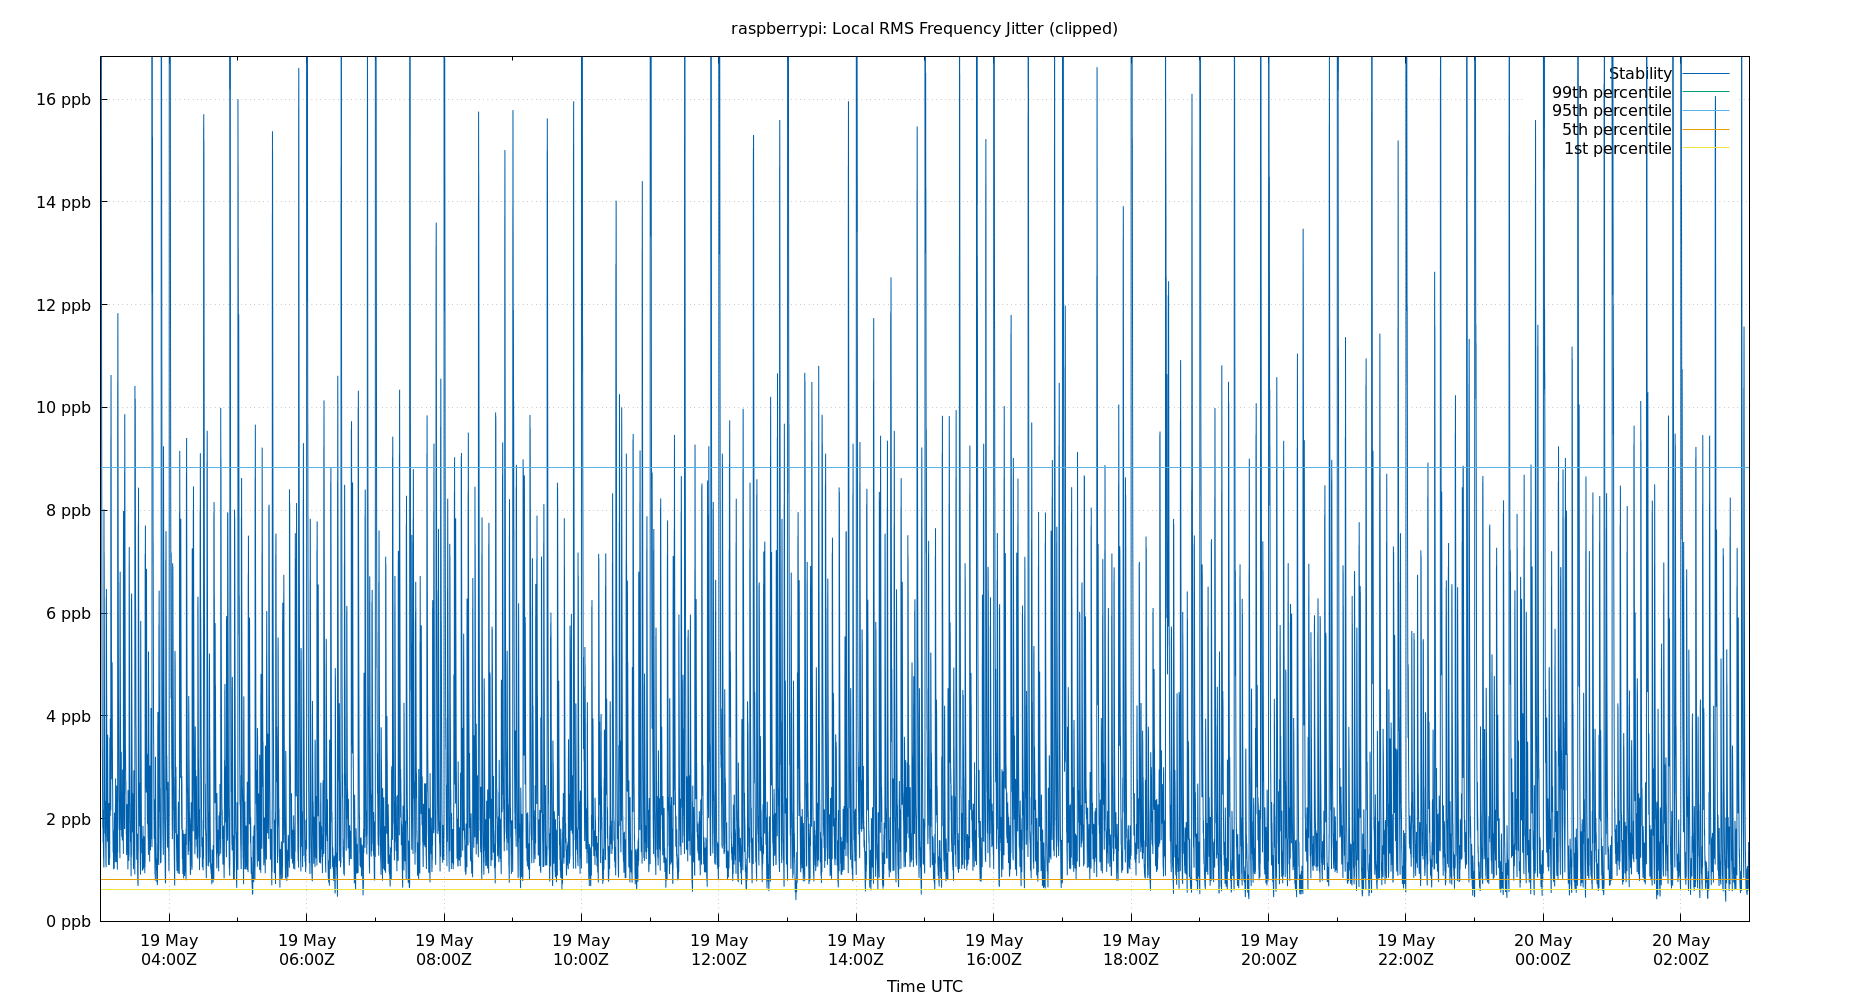 raspberrypi: Local RMS Frequency Jitter (clipped)
Stability
99th percentile
95th percentile
5th percentile
1st percentile
16 ppb
14 ppb
12 ppb
10 ppb
8 ppb
6 ppb
4 ppb
2 ppb
0 ppb
19 May 19 May 19 May 19 May 19 May 19 May 19 May 19 May 19 May 19 May 20 May 20 May
04:00Z 06:00Z 08:00Z 10:00Z 12:00Z 14:00Z 16:00Z 18:00Z 20:00Z 22:00Z 00:00Z 02:00Z
Time UTC